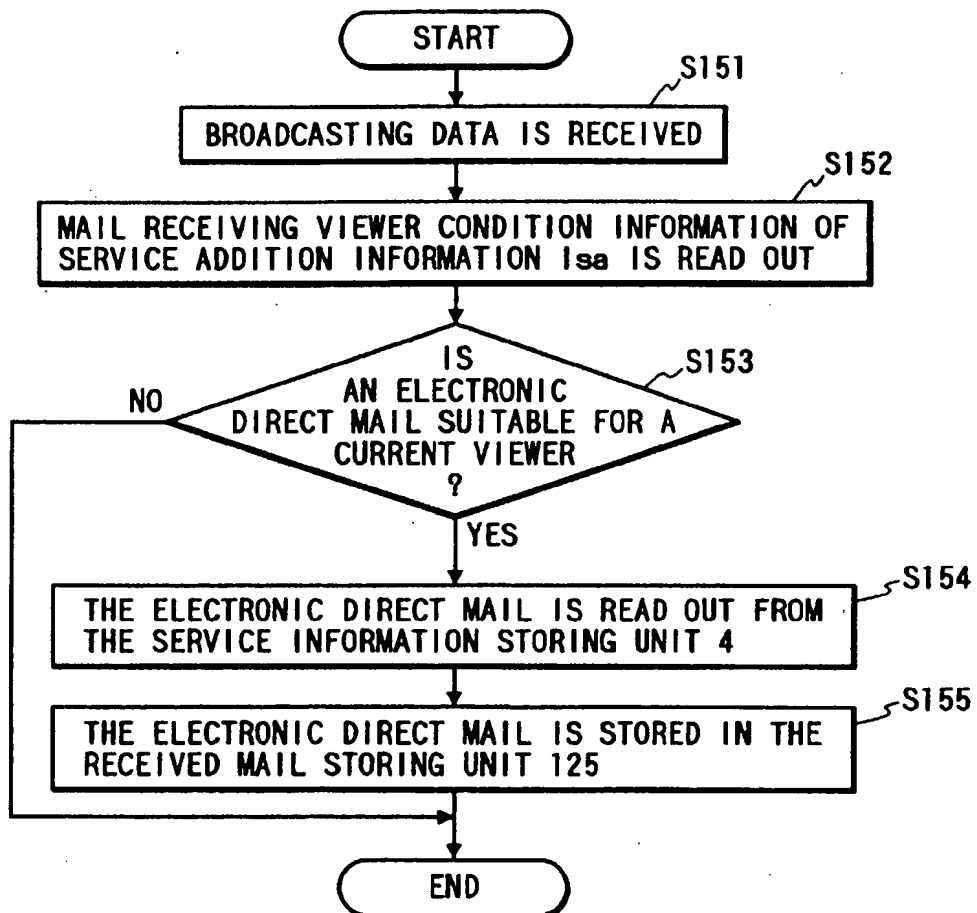 START
S151
BROADCASTING DATA IS RECEIVED
S152
MAIL RECEIVING VIEWER CONDITION INFORMATION OF
SERVICE ADDITION INFORMATION Isa IS READ OUT
S153
IS
AN ELECTRONIC
DIRECT MAIL SUITABLE FOR A
CURRENT VIEWER
?
NO
YES
S154
THE ELECTRONIC DIRECT MAIL IS READ OUT FROM
THE SERVICE INFORMATION STORING UNIT 4
S155
THE ELECTRONIC DIRECT MAIL IS STORED IN THE
RECEIVED MAIL STORING UNIT 125
END